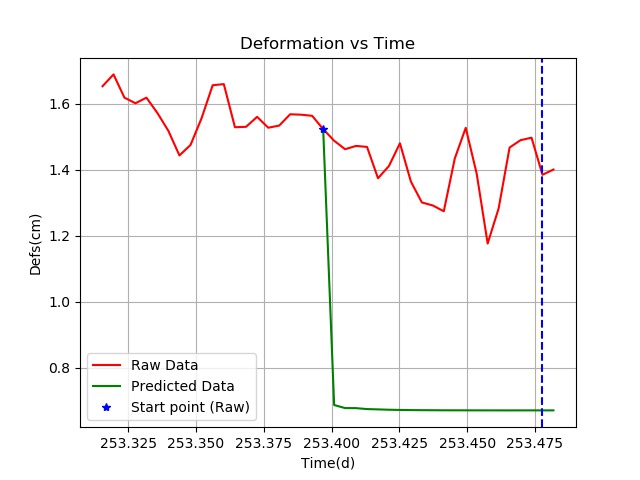 Deformation vs Time
Defs(cm)
1.6
1.4
1.2
1.0
0.8
Raw Data
Predicted Data
Start point (Raw)
253.325 253.350 253.375 253.400 253.425 253.450 253.475
Time(d)